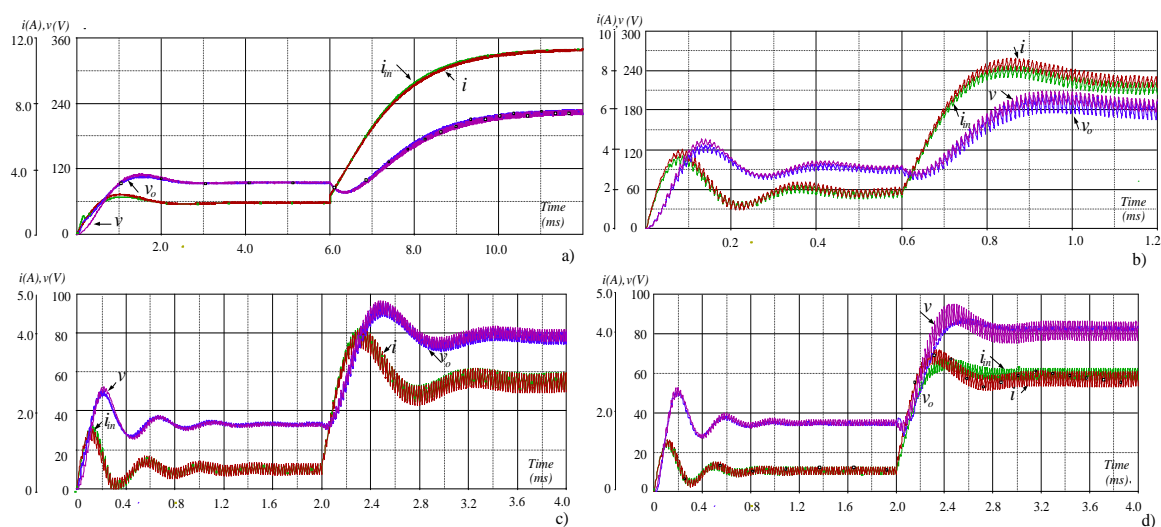 i(A),v(V)
12.0
360
240
8.0
120
4.0
0
0
2.0
4.0
6.0
8.0
10.0
i_in
i
v_o
v
Time
(ms)
a)
i(A)v(V)
10
300
8
240
6
180
4
120
2
60
0
0.2
0.4
0.6
0.8
1.0
1.2
i
v
i_in
v_o
Time
(ms)
b)
i(A),v(V)
5.0
100
4.0
80
60
2.0
40
20
0
0
0.4
0.8
1.2
1.6
2.0
2.4
2.8
3.2
3.6
4.0
v
i_in
i
v_o
Time
(ms)
c)
i(A),v(V)
5.0
100
4.0
80
60
2.0
40
20
0
0
0.4
0.8
1.2
1.6
2.0
2.4
2.8
3.2
3.6
4.0
v
i_in
i
v_o
Time
(ms)
d)